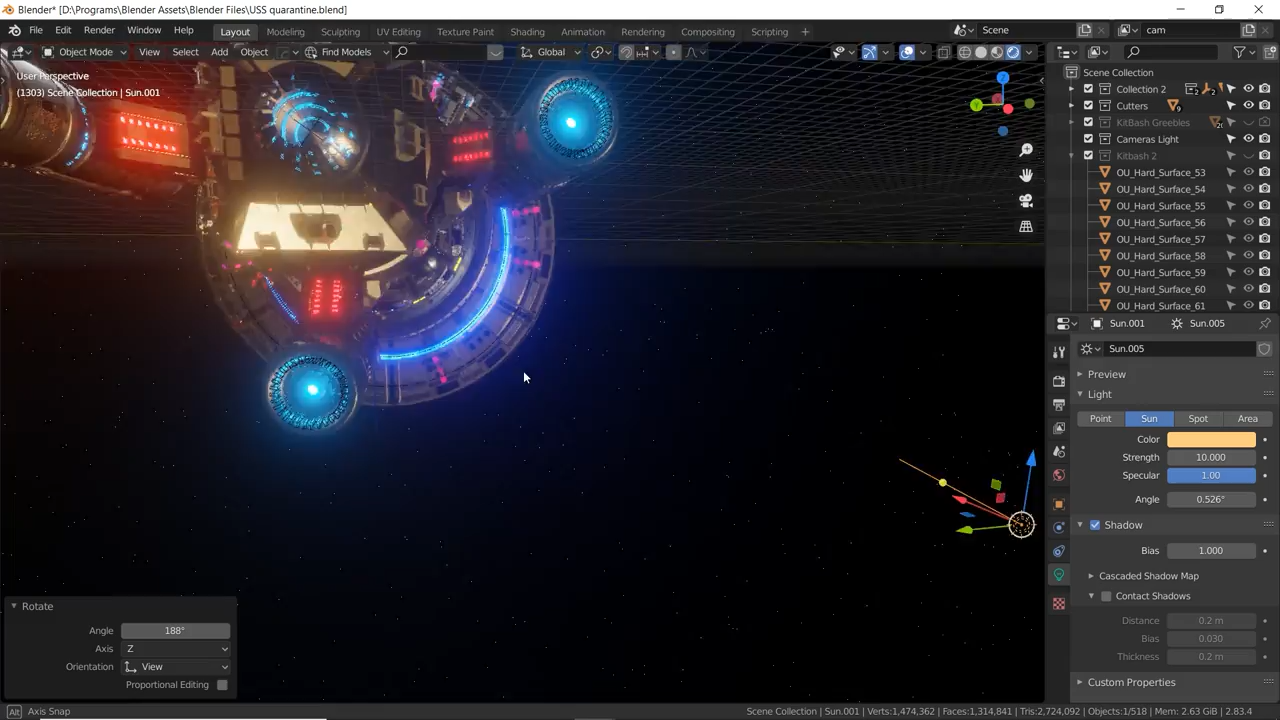 Blender* [D:\Programs\Blender Assets\Blender Files\USS quarantine.blend]
File Edit Render Window Help Layout Modeling Sculpting UV Editing Texture Paint Shading Animation Rendering Compositing Scripting + Scene cam
Object Mode View Select Add Object Find Models Global
User Perspective
(1303) Scene Collection | Sun.001
Scene Collection
Collection 2
Cutters
KitBash Greebles
Cameras Light
Kitbash 2
OU_Hard_Surface_53
OU_Hard_Surface_54
OU_Hard_Surface_55
OU_Hard_Surface_56
OU_Hard_Surface_57
OU_Hard_Surface_58
OU_Hard_Surface_59
OU_Hard_Surface_60
OU_Hard_Surface_61
Sun.001 Sun.005
Sun.005
Preview
Light
Point Sun Spot Area
Color
Strength 10.000
Specular 1.00
Angle 0.526°
Shadow
Bias 1.000
Cascaded Shadow Map
Contact Shadows
Distance 0.2 m
Bias 0.030
Thickness 0.2 m
Custom Properties
Rotate
Angle 188°
Axis Z
Orientation View
Proportional Editing
Alt Axis Snap
Scene Collection | Sun.001 | Verts:1,474,362 | Faces:1,314,841 | Tris:2,724,092 | Objects:1/518 | Mem: 2.63 GiB | 2.83.4